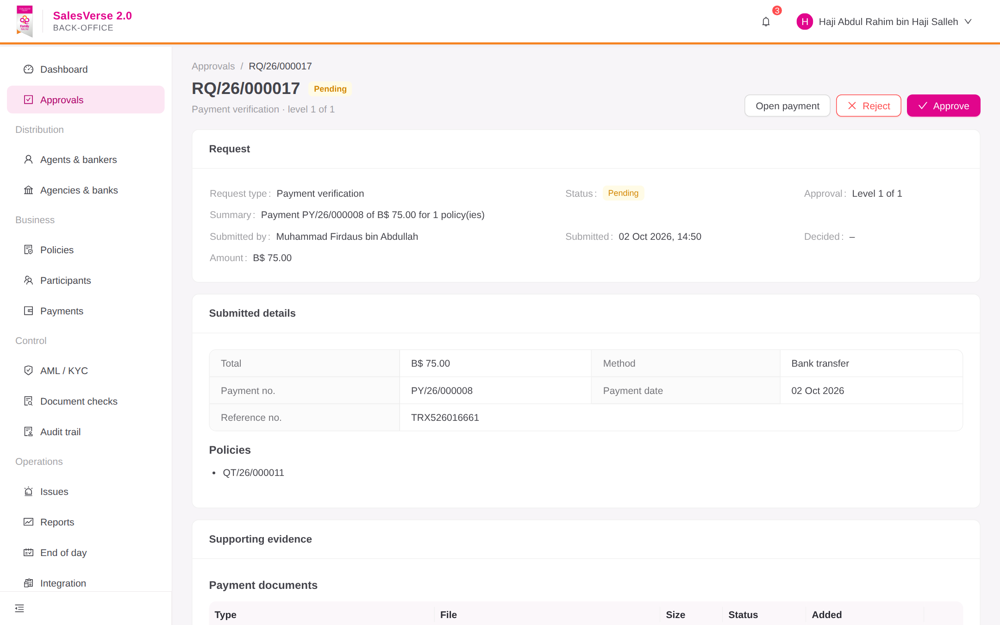 Family
Takaful
SalesVerse 2.0
BACK-OFFICE
3
H
Haji Abdul Rahim bin Haji Salleh
Dashboard
Approvals
Distribution
Agents & bankers
Agencies & banks
Business
Policies
Participants
Payments
Control
AML / KYC
Document checks
Audit trail
Operations
Issues
Reports
End of day
Integration
Approvals / RQ/26/000017
RQ/26/000017 Pending
Payment verification · level 1 of 1
Open payment
Reject
Approve
Request
Request type: Payment verification Status: Pending Approval: Level 1 of 1
Summary: Payment PY/26/000008 of B$ 75.00 for 1 policy(ies)
Submitted by: Muhammad Firdaus bin Abdullah Submitted: 02 Oct 2026, 14:50 Decided: –
Amount: B$ 75.00
Submitted details
Total B$ 75.00 Method Bank transfer
Payment no. PY/26/000008 Payment date 02 Oct 2026
Reference no. TRX526016661
Policies
• QT/26/000011
Supporting evidence
Payment documents
Type File Size Status Added